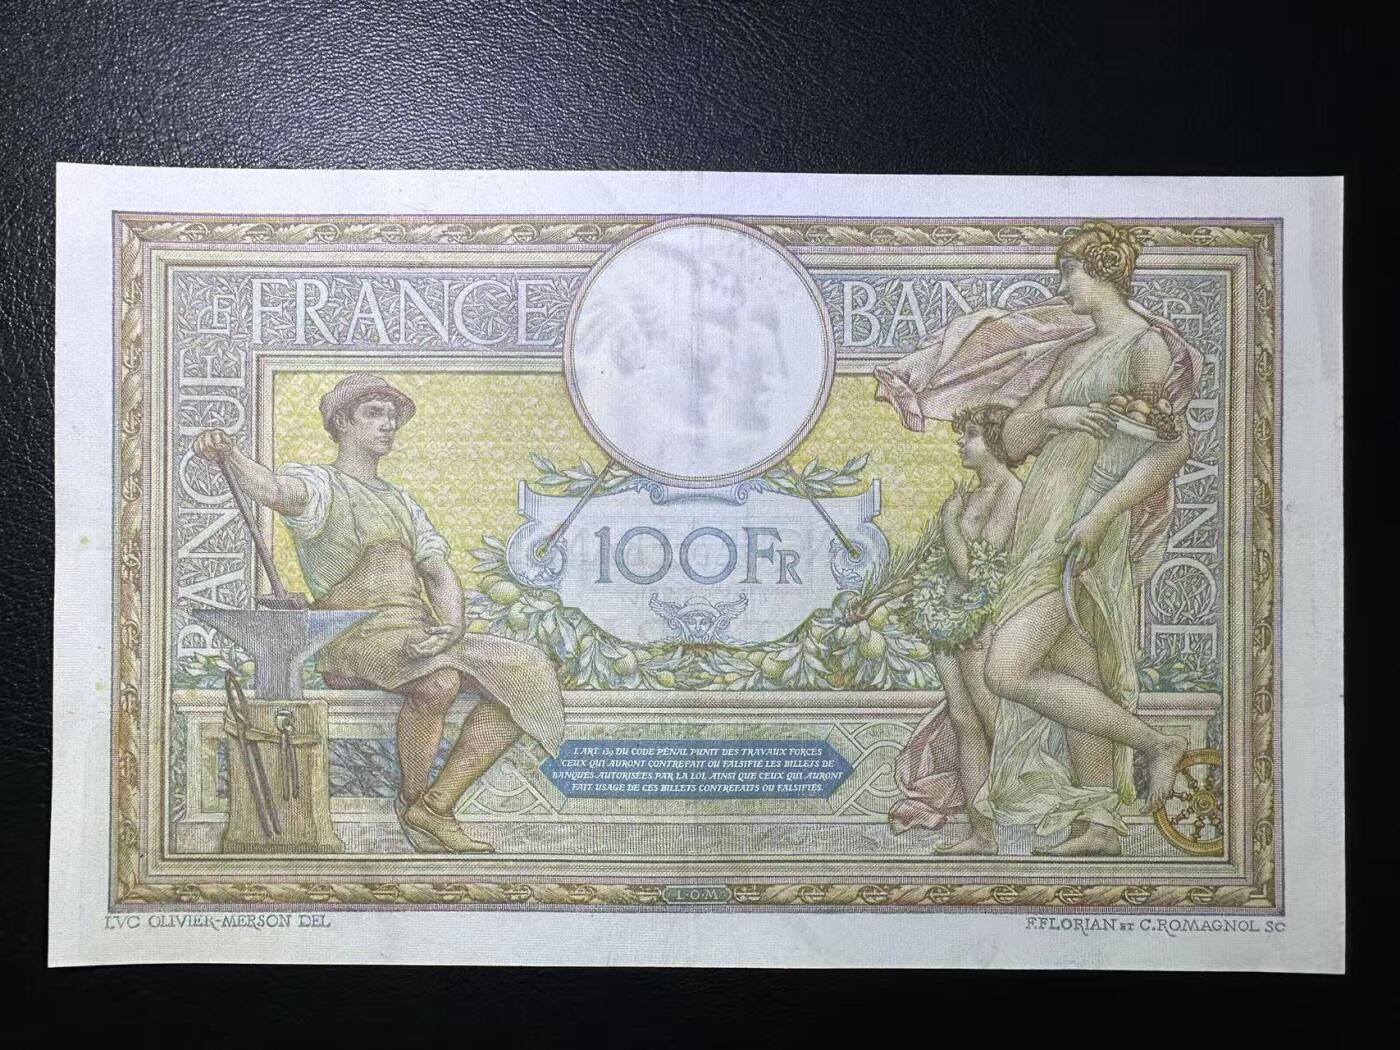 BANQUE DE FRANCE
BANQUE DE FRANCE
100 FR
L'ART. 139 DU CODE PÉNAL PUNIT DES TRAVAUX FORCÉS
CEUX QUI AURONT CONTREFAIT OU FALSIFIÉ LES BILLETS DE
BANQUES AUTORISÉES PAR LA LOI, AINSI QUE CEUX QUI AURONT
FAIT USAGE DE CES BILLETS CONTREFAITS OU FALSIFIÉS.
L·O·M
LVC OLIVIER-MERSON DEL
F.FLORIAN ET C.ROMAGNOL SC